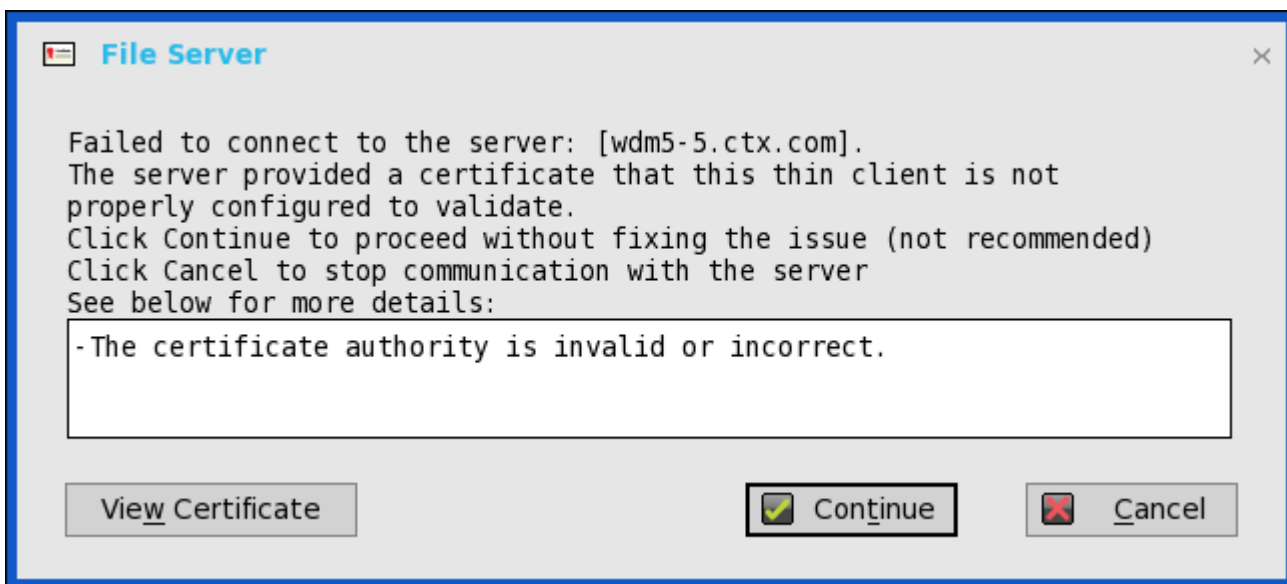 File Server
Failed to connect to the server: [wdm5-5.ctx.com].
The server provided a certificate that this thin client is not
properly configured to validate.
Click Continue to proceed without fixing the issue (not recommended)
Click Cancel to stop communication with the server
See below for more details:
-The certificate authority is invalid or incorrect.
View Certificate
Continue
Cancel